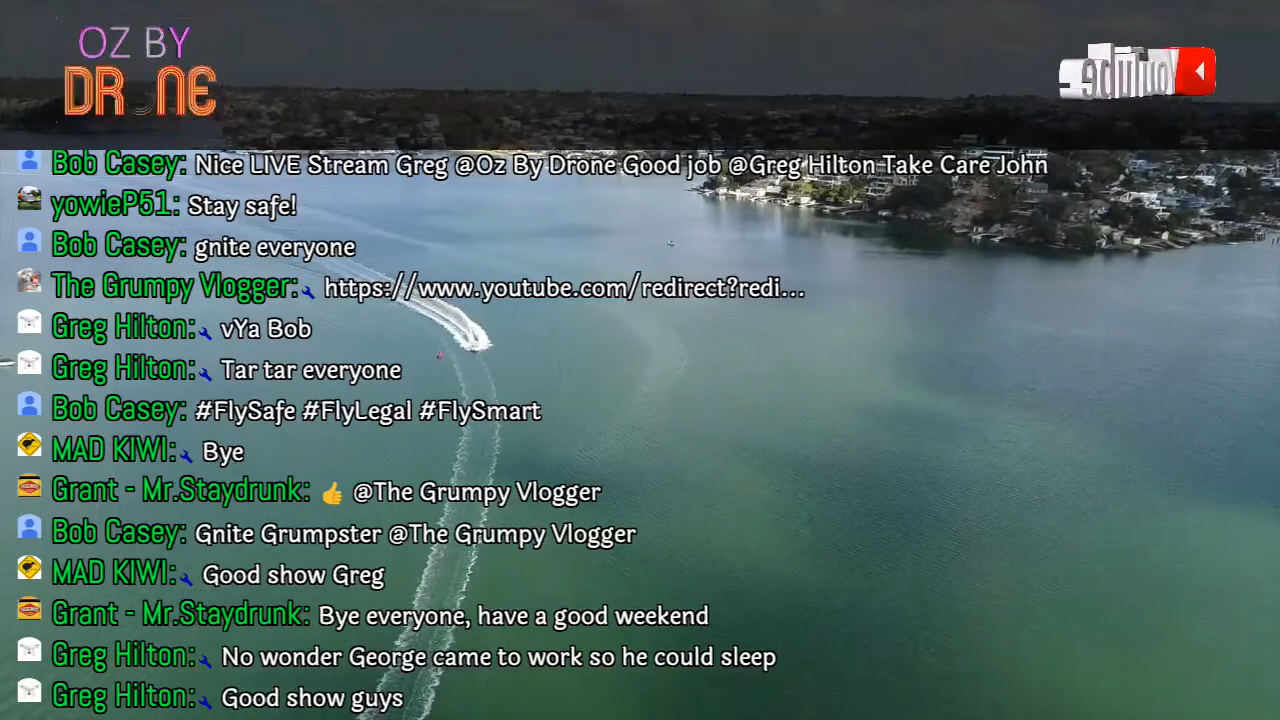 OZ BY
DRONE
YouTube
Bob Casey: Nice LIVE Stream Greg @Oz By Drone Good job @Greg Hilton Take Care John
yowieP51: Stay safe!
Bob Casey: gnite everyone
The Grumpy Vlogger: https://www.youtube.com/redirect?redi...
Greg Hilton: vYa Bob
Greg Hilton: Tar tar everyone
Bob Casey: #FlySafe #FlyLegal #FlySmart
MAD KIWI: Bye
Grant - Mr.Staydrunk: 👍 @The Grumpy Vlogger
Bob Casey: Gnite Grumpster @The Grumpy Vlogger
MAD KIWI: Good show Greg
Grant - Mr.Staydrunk: Bye everyone, have a good weekend
Greg Hilton: No wonder George came to work so he could sleep
Greg Hilton: Good show guys